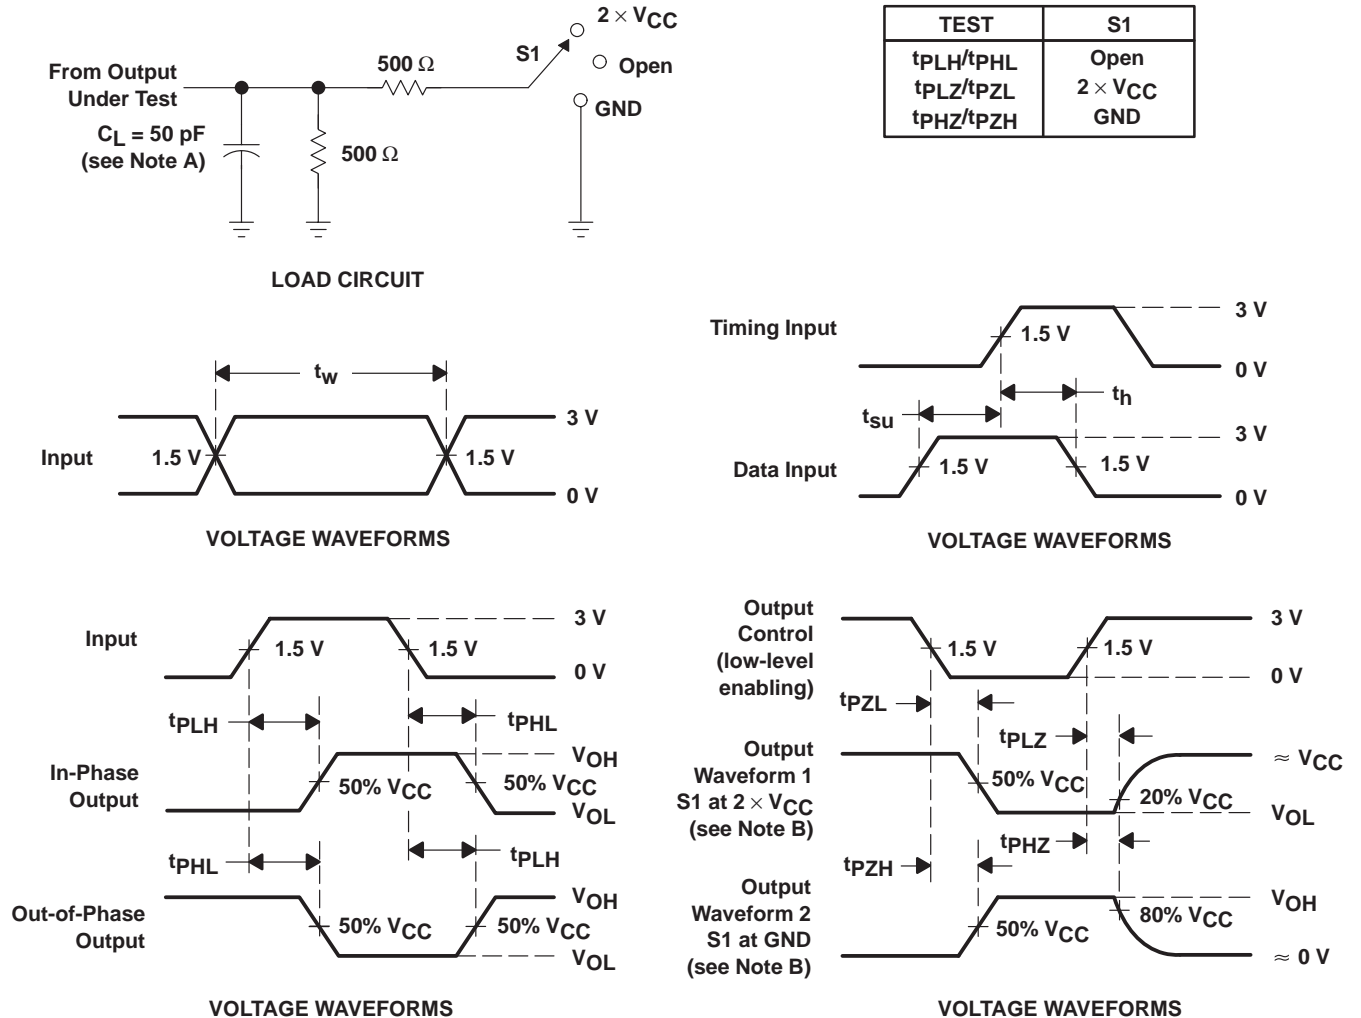 2 × VCC
S1
Open
GND
500 Ω
From Output
Under Test
CL = 50 pF
(see Note A)
500 Ω
LOAD CIRCUIT
TEST S1
tPLH/tPHL Open
tPLZ/tPZL 2 × VCC
tPHZ/tPZH GND
tw
Input
1.5 V
1.5 V
3 V
0 V
VOLTAGE WAVEFORMS
Timing Input
1.5 V
3 V
0 V
th
tsu
Data Input
1.5 V
1.5 V
3 V
0 V
VOLTAGE WAVEFORMS
Input
1.5 V
1.5 V
3 V
0 V
tPLH
tPHL
In-Phase
Output
50% VCC
50% VCC
VOH
VOL
tPHL
tPLH
Out-of-Phase
Output
50% VCC
50% VCC
VOH
VOL
VOLTAGE WAVEFORMS
Output
Control
(low-level
enabling)
1.5 V
1.5 V
3 V
0 V
tPZL
tPLZ
Output
Waveform 1
S1 at 2 × VCC
(see Note B)
50% VCC
20% VCC
≈ VCC
VOL
tPZH
tPHZ
Output
Waveform 2
S1 at GND
(see Note B)
50% VCC
80% VCC
VOH
≈ 0 V
VOLTAGE WAVEFORMS